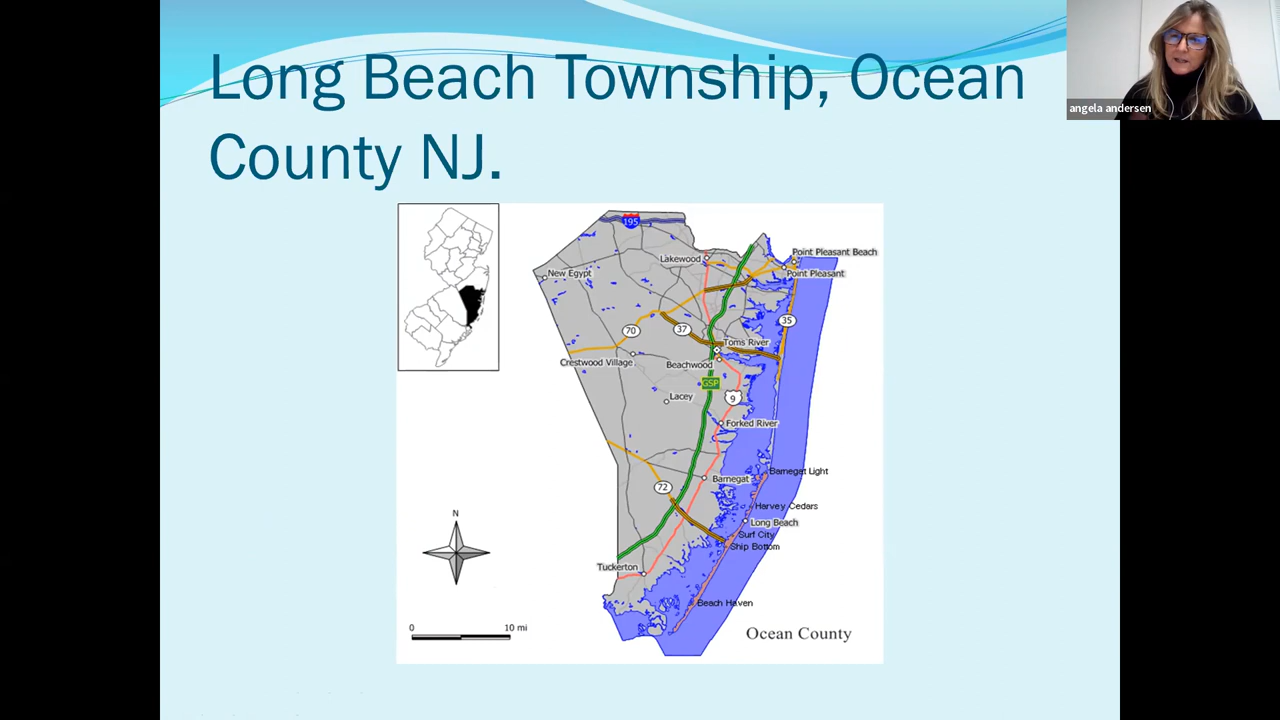 Long Beach Township, Ocean
County NJ.
angela andersen
195
Point Pleasant Beach
Lakewood
Point Pleasant
New Egypt
35
70
37
Toms River
Crestwood Village
Beachwood
GSP
Lacey
9
Forked River
Barnegat Light
Barnegat
72
Harvey Cedars
Long Beach
Surf City
Ship Bottom
N
Tuckerton
Beach Haven
0 10 mi
Ocean County